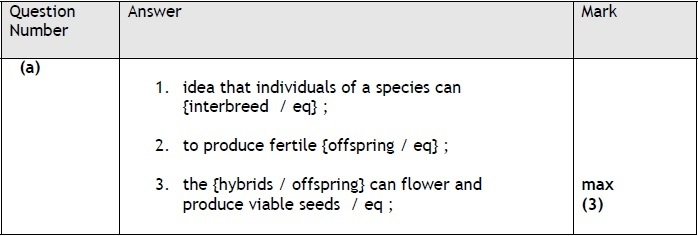 Question Answer Mark
Number
(a)
1. idea that individuals of a species can
{interbreed / eq} ;
2. to produce fertile {offspring / eq} ;
3. the {hybrids / offspring} can flower and max
produce viable seeds / eq ; (3)